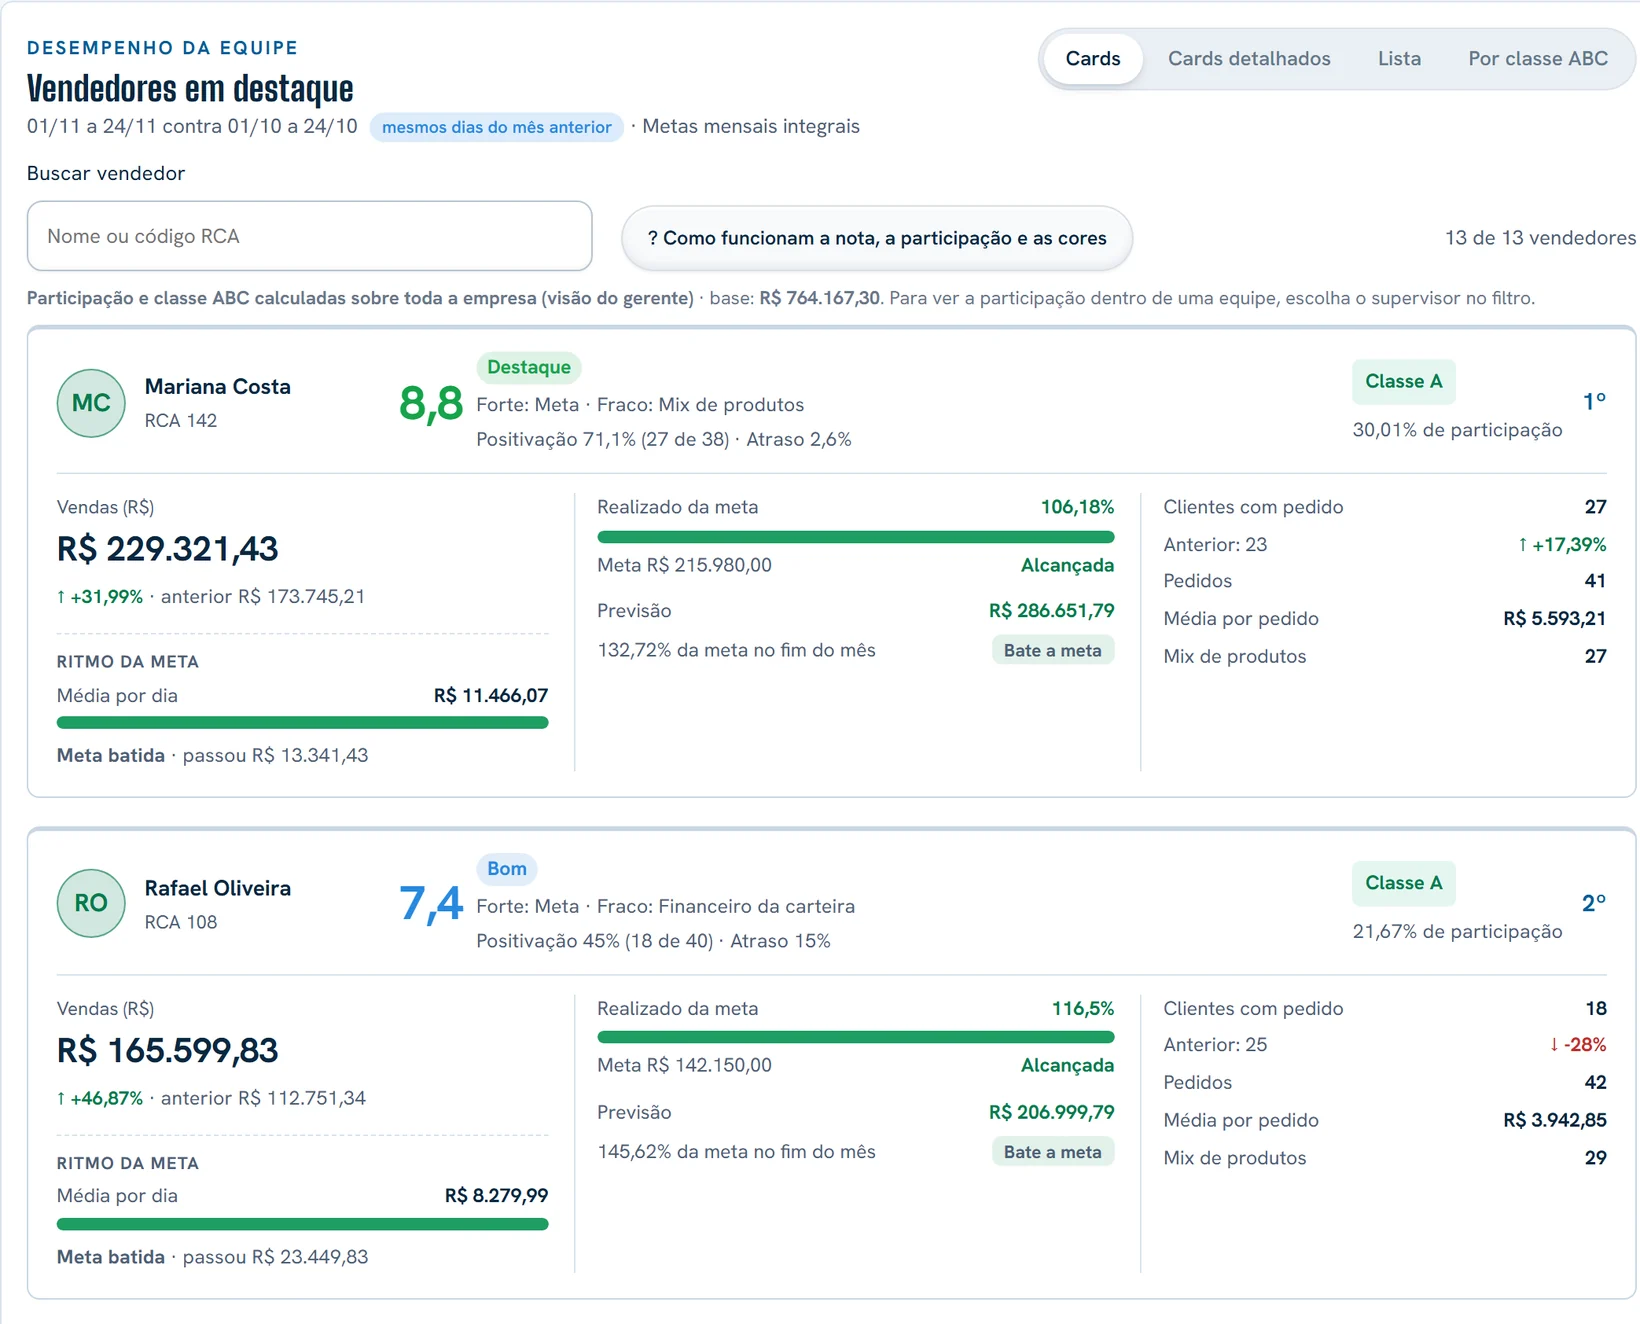 DESEMPENHO DA EQUIPE
Vendedores em destaque
01/11 a 24/11 contra 01/10 a 24/10 mesmos dias do mês anterior · Metas mensais integrais
Cards Cards detalhados Lista Por classe ABC
Buscar vendedor
Nome ou código RCA
? Como funcionam a nota, a participação e as cores
13 de 13 vendedores
Participação e classe ABC calculadas sobre toda a empresa (visão do gerente) · base: R$ 764.167,30. Para ver a participação dentro de uma equipe, escolha o supervisor no filtro.
MC
Mariana Costa
RCA 142
8,8
Destaque
Forte: Meta · Fraco: Mix de produtos
Positivação 71,1% (27 de 38) · Atraso 2,6%
Classe A
30,01% de participação
1º
Vendas (R$)
R$ 229.321,43
↑ +31,99% · anterior R$ 173.745,21
RITMO DA META
Média por dia R$ 11.466,07
Meta batida · passou R$ 13.341,43
Realizado da meta 106,18%
Meta R$ 215.980,00 Alcançada
Previsão R$ 286.651,79
132,72% da meta no fim do mês Bate a meta
Clientes com pedido 27
Anterior: 23 ↑ +17,39%
Pedidos 41
Média por pedido R$ 5.593,21
Mix de produtos 27
RO
Rafael Oliveira
RCA 108
7,4
Bom
Forte: Meta · Fraco: Financeiro da carteira
Positivação 45% (18 de 40) · Atraso 15%
Classe A
21,67% de participação
2º
Vendas (R$)
R$ 165.599,83
↑ +46,87% · anterior R$ 112.751,34
RITMO DA META
Média por dia R$ 8.279,99
Meta batida · passou R$ 23.449,83
Realizado da meta 116,5%
Meta R$ 142.150,00 Alcançada
Previsão R$ 206.999,79
145,62% da meta no fim do mês Bate a meta
Clientes com pedido 18
Anterior: 25 ↓ -28%
Pedidos 42
Média por pedido R$ 3.942,85
Mix de produtos 29